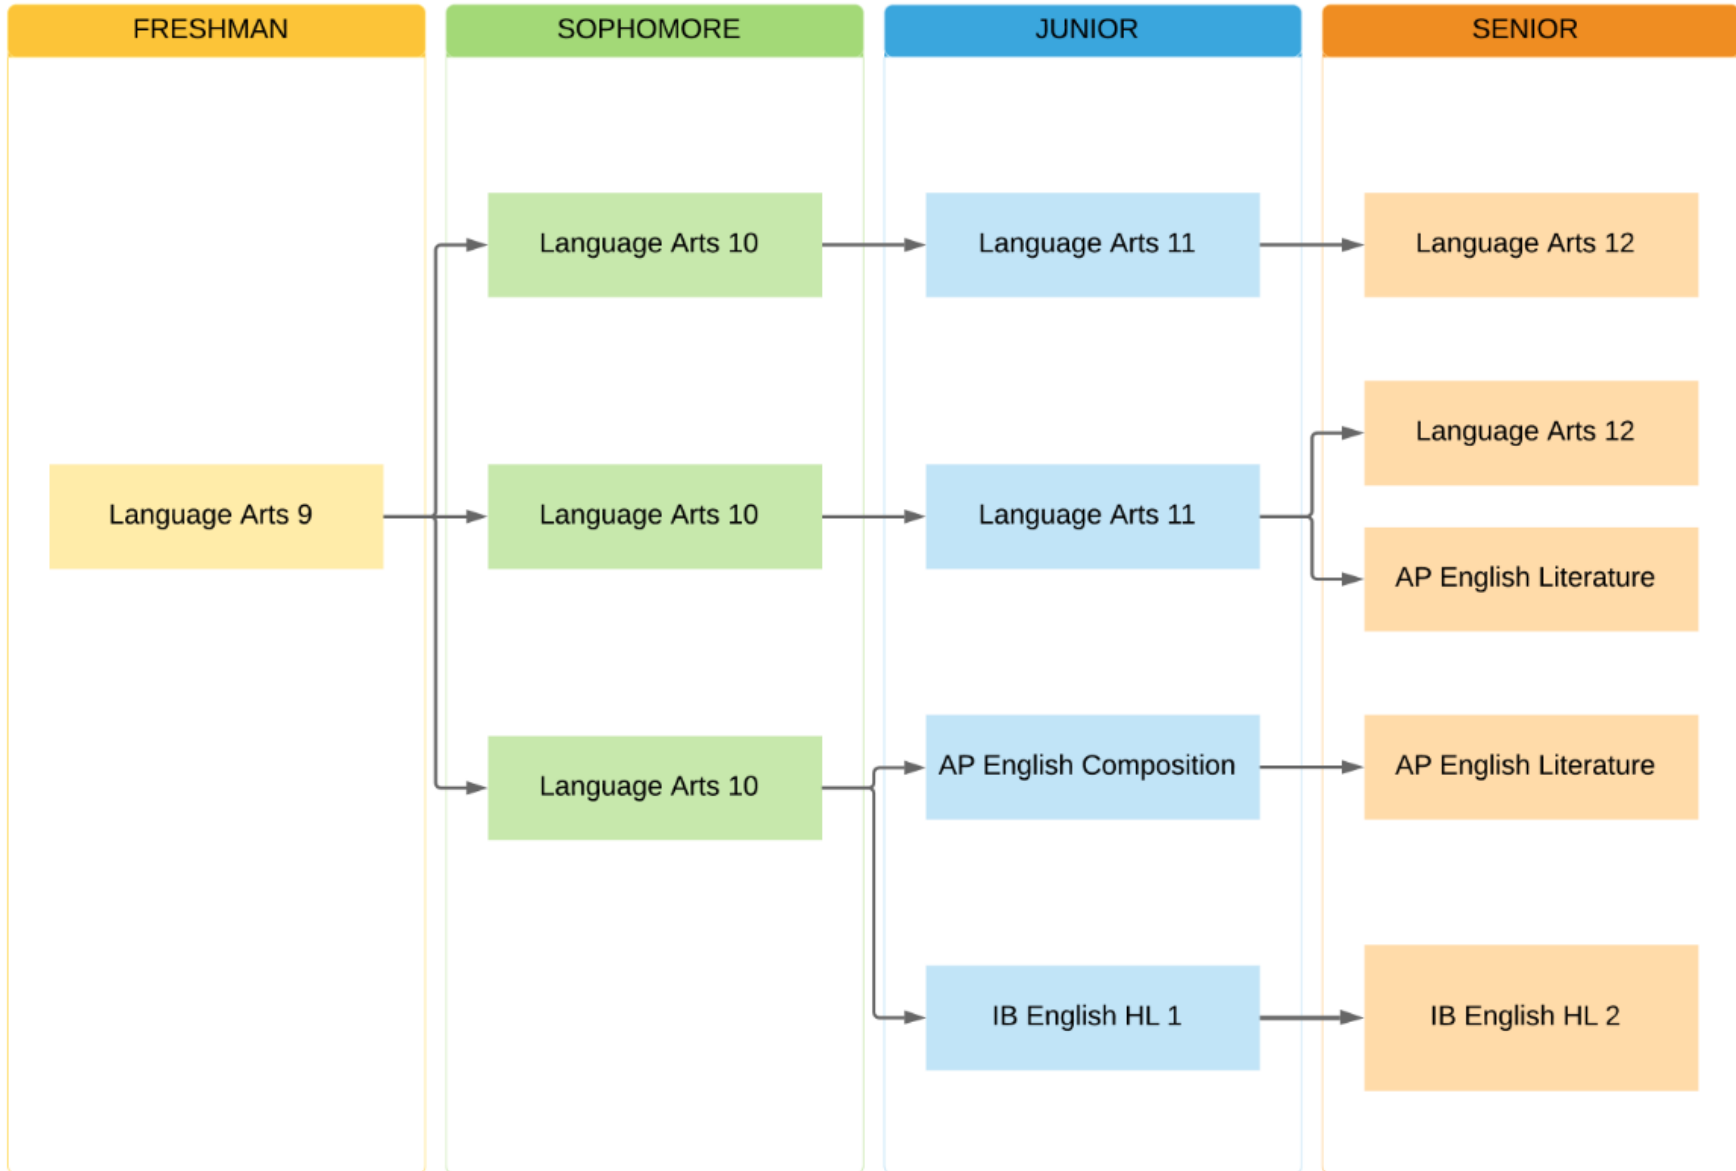 FRESHMAN
SOPHOMORE
JUNIOR
SENIOR
Language Arts 9
Language Arts 10
Language Arts 10
Language Arts 10
Language Arts 11
Language Arts 11
AP English Composition
IB English HL 1
Language Arts 12
Language Arts 12
AP English Literature
AP English Literature
IB English HL 2